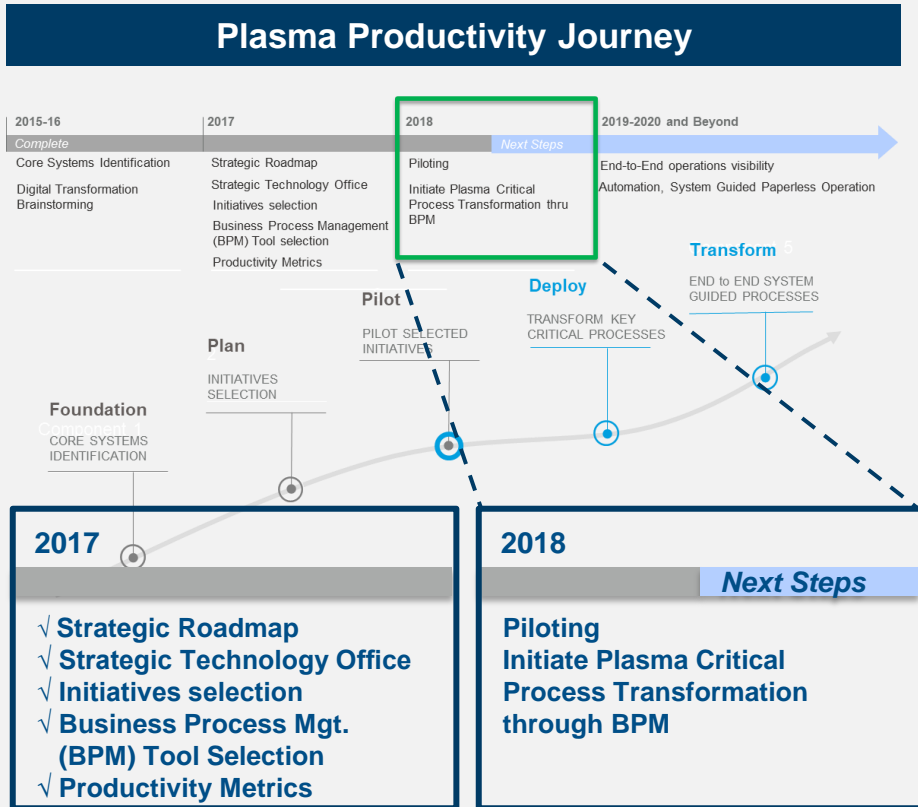 Plasma Productivity Journey
2015-16
2017
2018
2019-2020 and Beyond
Complete
Next Steps
Core Systems Identification
Digital Transformation
Brainstorming
Strategic Roadmap
Strategic Technology Office
Initiatives selection
Business Process Management
(BPM) Tool selection
Productivity Metrics
Piloting
Initiate Plasma Critical
Process Transformation thru
BPM
End-to-End operations visibility
Automation, System Guided Paperless Operation
Foundation
Component 1
CORE SYSTEMS
IDENTIFICATION
Plan
INITIATIVES
SELECTION
Pilot
PILOT SELECTED
INITIATIVES
Deploy
TRANSFORM KEY
CRITICAL PROCESSES
Transform 5
END to END SYSTEM
GUIDED PROCESSES
2017
√ Strategic Roadmap
√ Strategic Technology Office
√ Initiatives selection
√ Business Process Mgt.
(BPM) Tool Selection
√ Productivity Metrics
2018
Next Steps
Piloting
Initiate Plasma Critical
Process Transformation
through BPM